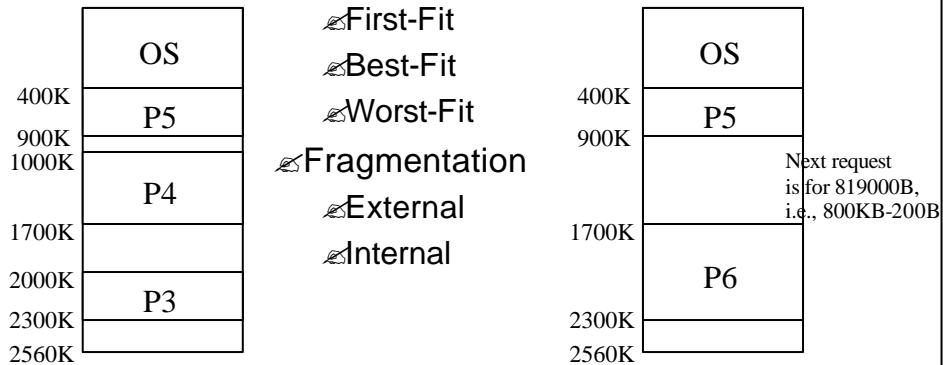 OS
400K
P5
900K
1000K
P4
1700K
2000K
P3
2300K
2560K
First-Fit
Best-Fit
Worst-Fit
Fragmentation
External
Internal
OS
400K
P5
900K
Next request
is for 819000B,
i.e., 800KB-200B
1700K
P6
2300K
2560K